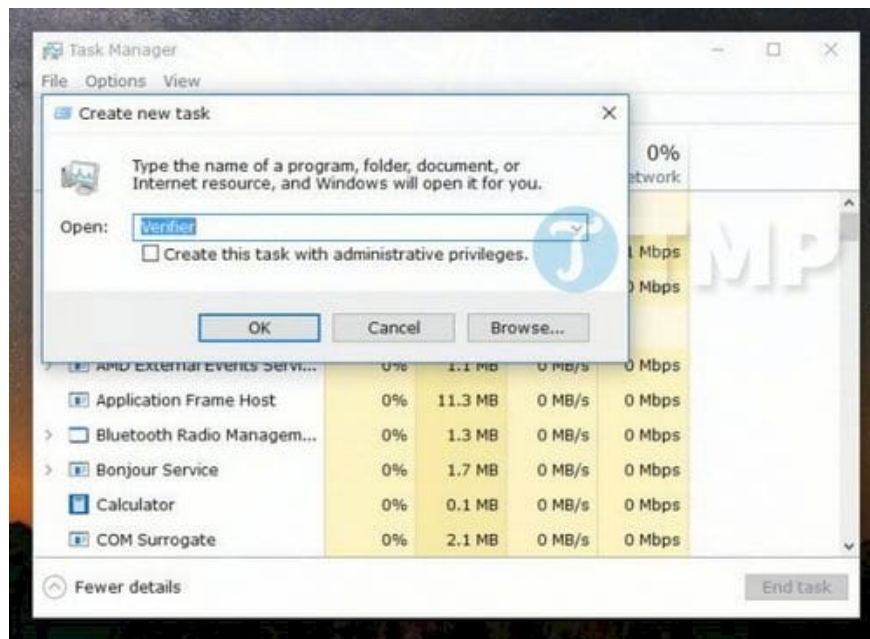 Task Manager
File Options View
Create new task
Type the name of a program, folder, document, or
Internet resource, and Windows will open it for you.
Open: Verifier
Create this task with administrative privileges.
OK Cancel Browse...
0%
etwork
1 Mbps
0 Mbps
T TMP
AMD External Events Servi... 0% 1.1 MB 0 MB/s 0 Mbps
Application Frame Host 0% 11.3 MB 0 MB/s 0 Mbps
Bluetooth Radio Managem... 0% 1.3 MB 0 MB/s 0 Mbps
Bonjour Service 0% 1.7 MB 0 MB/s 0 Mbps
Calculator 0% 0.1 MB 0 MB/s 0 Mbps
COM Surrogate 0% 2.1 MB 0 MB/s 0 Mbps
Fewer details End task